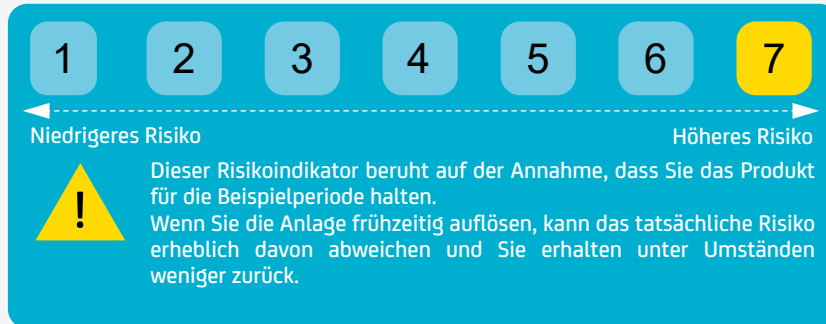 1 2 3 4 5 6 7
Niedrigeres Risiko Höheres Risiko
! Dieser Risikoindikator beruht auf der Annahme, dass Sie das Produkt
für die Beispielperiode halten.
Wenn Sie die Anlage frühzeitig auflösen, kann das tatsächliche Risiko
erheblich davon abweichen und Sie erhalten unter Umständen
weniger zurück.